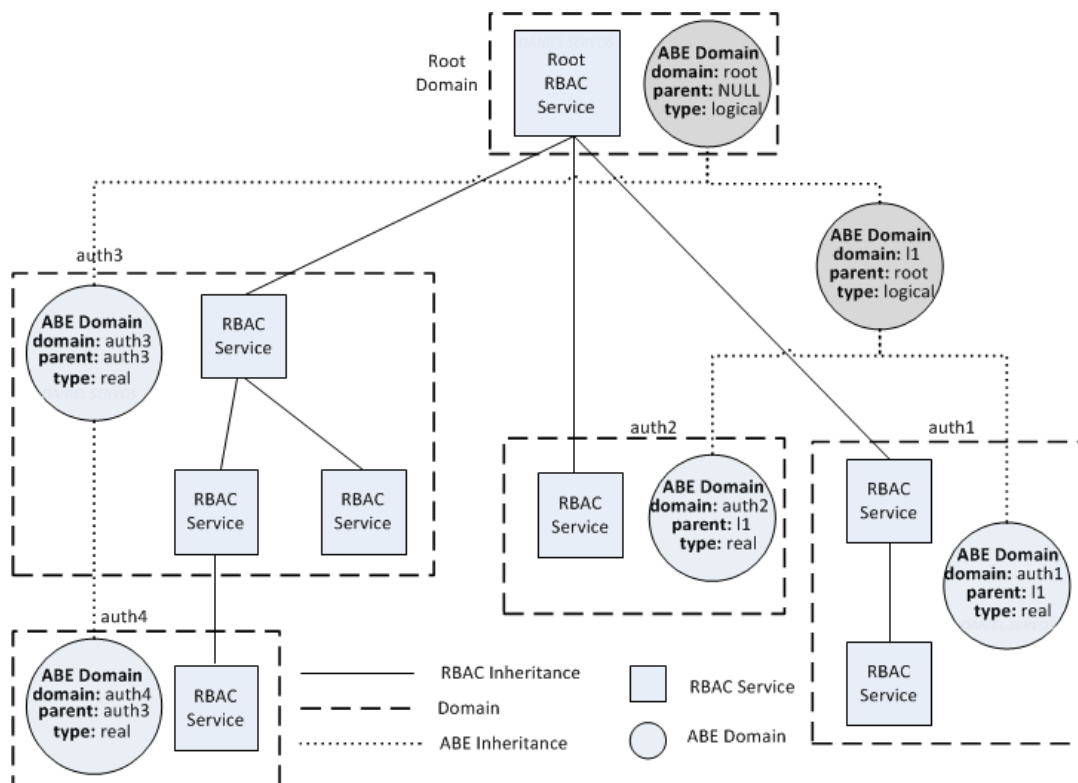 Root
Domain
Root
RBAC
Service
ABE Domain
domain: root
parent: NULL
type: logical
ABE Domain
domain: l1
parent: root
type: logical
auth3
ABE Domain
domain: auth3
parent: auth3
type: real
RBAC
Service
RBAC
Service
RBAC
Service
auth2
RBAC
Service
ABE Domain
domain: auth2
parent: l1
type: real
auth1
RBAC
Service
ABE Domain
domain: auth1
parent: l1
type: real
RBAC
Service
auth4
ABE Domain
domain: auth4
parent: auth3
type: real
RBAC
Service
RBAC Inheritance
Domain
ABE Inheritance
RBAC Service
ABE Domain